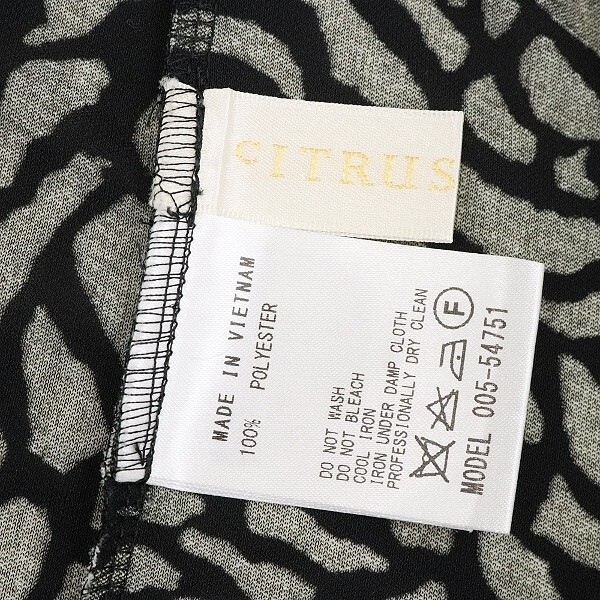 CITRUS
MADE IN VIETNAM
100% POLYESTER
DO NOT WASH
DO NOT BLEACH
COOL IRON
IRON UNDER DAMP CLOTH
PROFESSIONALLY DRY CLEAN
F
MODEL 005-54751